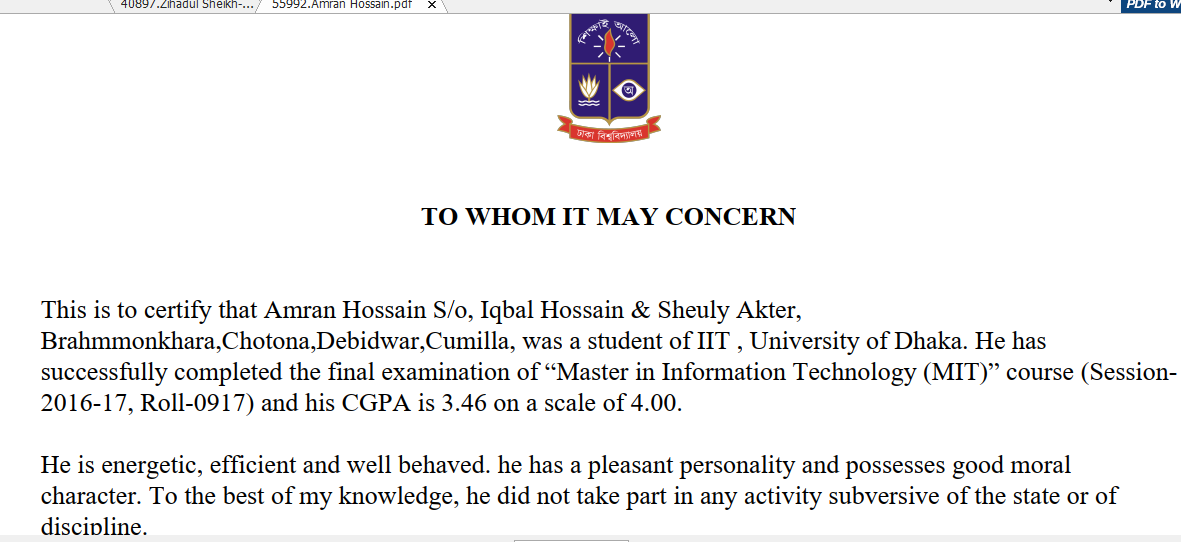 40897.Zihadul Sheikh-...
55992.Amran Hossain.pdf
PDF to W
শিক্ষাই আলো
অ
ঢাকা বিশ্ববিদ্যালয়
TO WHOM IT MAY CONCERN
This is to certify that Amran Hossain S/o, Iqbal Hossain & Sheuly Akter,
Brahmmonkhara,Chotona,Debidwar,Cumilla, was a student of IIT , University of Dhaka. He has
successfully completed the final examination of “Master in Information Technology (MIT)” course (Session-
2016-17, Roll-0917) and his CGPA is 3.46 on a scale of 4.00.
He is energetic, efficient and well behaved. he has a pleasant personality and possesses good moral
character. To the best of my knowledge, he did not take part in any activity subversive of the state or of
discipline.